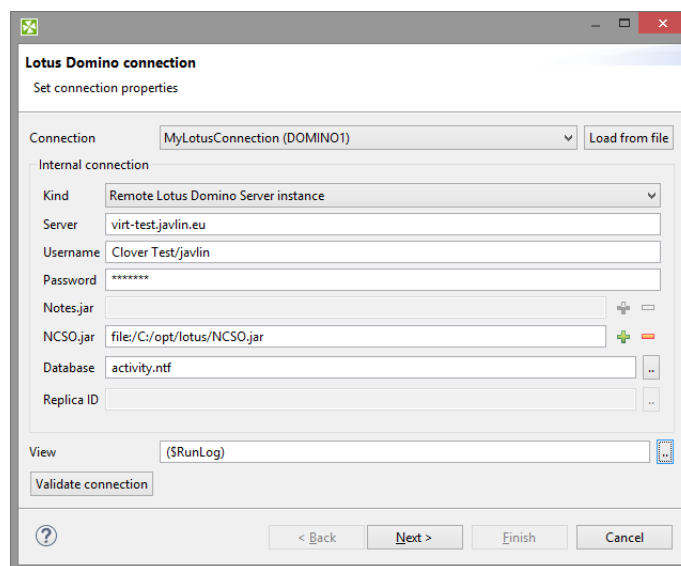 Lotus Domino connection
Set connection properties
Connection MyLotusConnection (DOMINO1) Load from file
Internal connection
Kind Remote Lotus Domino Server instance
Server virt-test.javlin.eu
Username Clover Test/javlin
Password *******
Notes.jar
NCSO.jar file:/C:/opt/lotus/NCSO.jar
Database activity.ntf ..
Replica ID ..
View ($RunLog) ..
Validate connection
? < Back Next > Finish Cancel